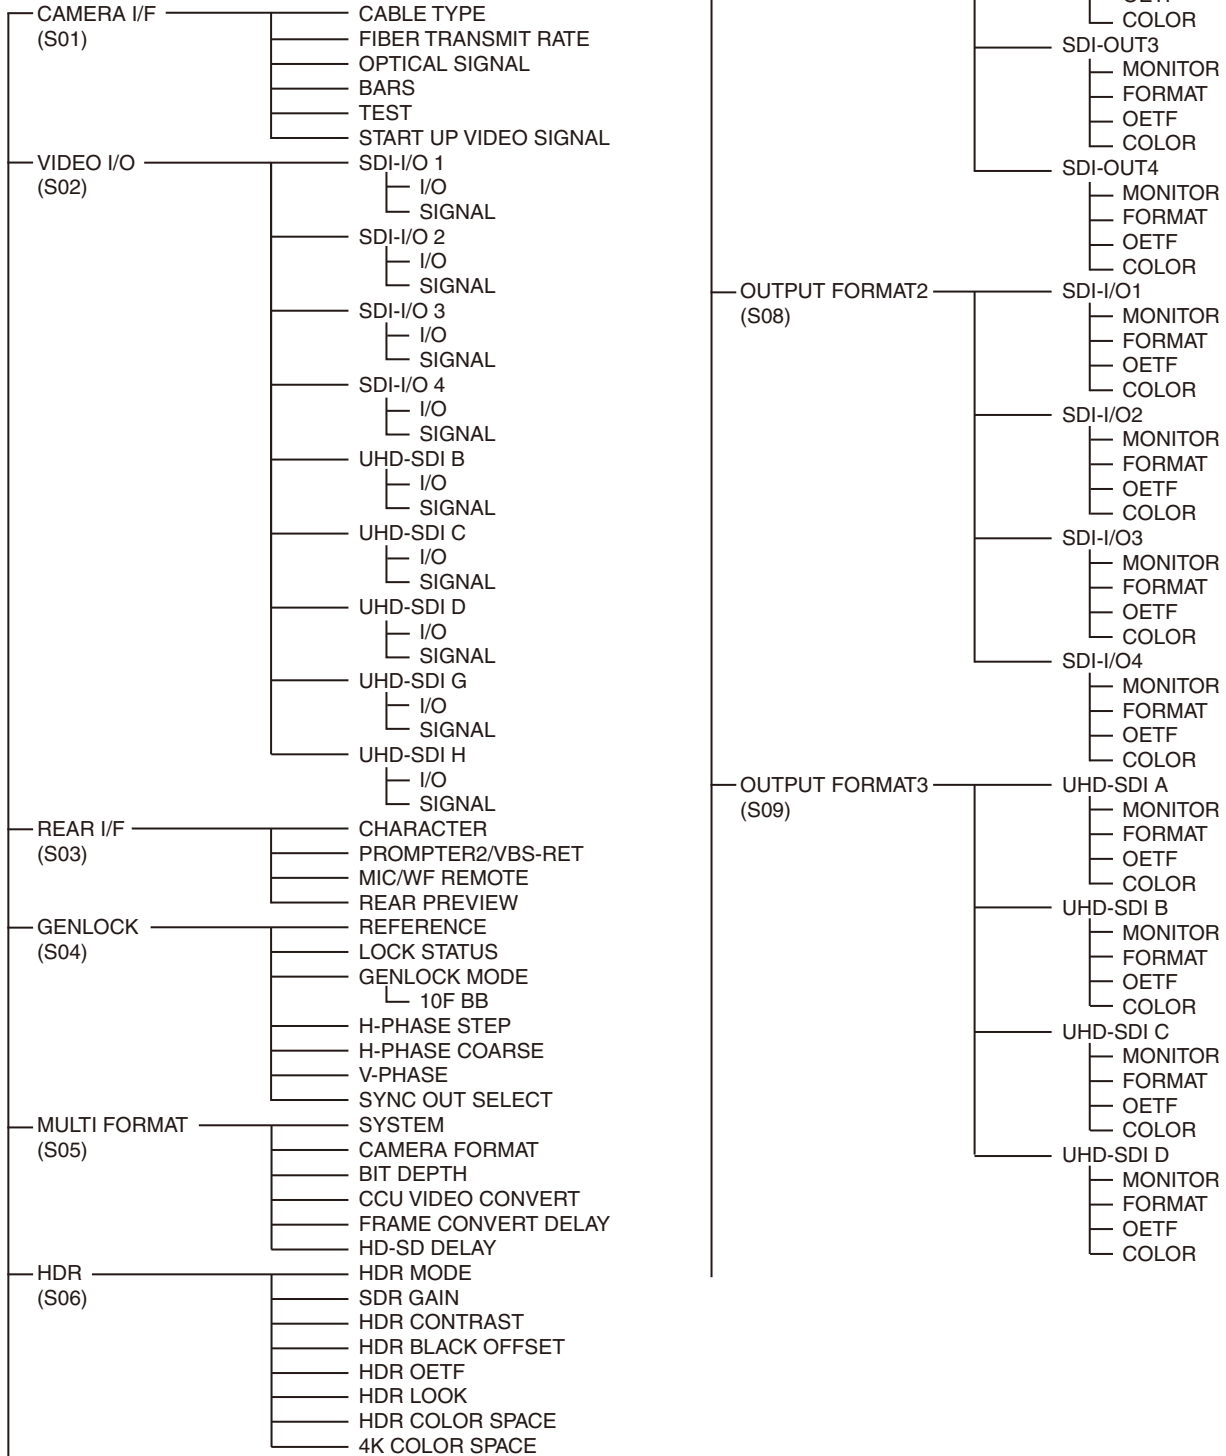 CAMERA I/F
(S01)
CABLE TYPE
FIBER TRANSMIT RATE
OPTICAL SIGNAL
BARS
TEST
START UP VIDEO SIGNAL
VIDEO I/O
(S02)
SDI-I/O 1
I/O
SIGNAL
SDI-I/O 2
I/O
SIGNAL
SDI-I/O 3
I/O
SIGNAL
SDI-I/O 4
I/O
SIGNAL
UHD-SDI B
I/O
SIGNAL
UHD-SDI C
I/O
SIGNAL
UHD-SDI D
I/O
SIGNAL
UHD-SDI G
I/O
SIGNAL
UHD-SDI H
I/O
SIGNAL
REAR I/F
(S03)
CHARACTER
PROMPTER2/VBS-RET
MIC/WF REMOTE
REAR PREVIEW
GENLOCK
(S04)
REFERENCE
LOCK STATUS
GENLOCK MODE
10F BB
H-PHASE STEP
H-PHASE COARSE
V-PHASE
SYNC OUT SELECT
MULTI FORMAT
(S05)
SYSTEM
CAMERA FORMAT
BIT DEPTH
CCU VIDEO CONVERT
FRAME CONVERT DELAY
HD-SD DELAY
HDR
(S06)
HDR MODE
SDR GAIN
HDR CONTRAST
HDR BLACK OFFSET
HDR OETF
HDR LOOK
HDR COLOR SPACE
4K COLOR SPACE
COLOR
SDI-OUT3
MONITOR
FORMAT
OETF
COLOR
SDI-OUT4
MONITOR
FORMAT
OETF
COLOR
OUTPUT FORMAT2
(S08)
SDI-I/O1
MONITOR
FORMAT
OETF
COLOR
SDI-I/O2
MONITOR
FORMAT
OETF
COLOR
SDI-I/O3
MONITOR
FORMAT
OETF
COLOR
SDI-I/O4
MONITOR
FORMAT
OETF
COLOR
OUTPUT FORMAT3
(S09)
UHD-SDI A
MONITOR
FORMAT
OETF
COLOR
UHD-SDI B
MONITOR
FORMAT
OETF
COLOR
UHD-SDI C
MONITOR
FORMAT
OETF
COLOR
UHD-SDI D
MONITOR
FORMAT
OETF
COLOR